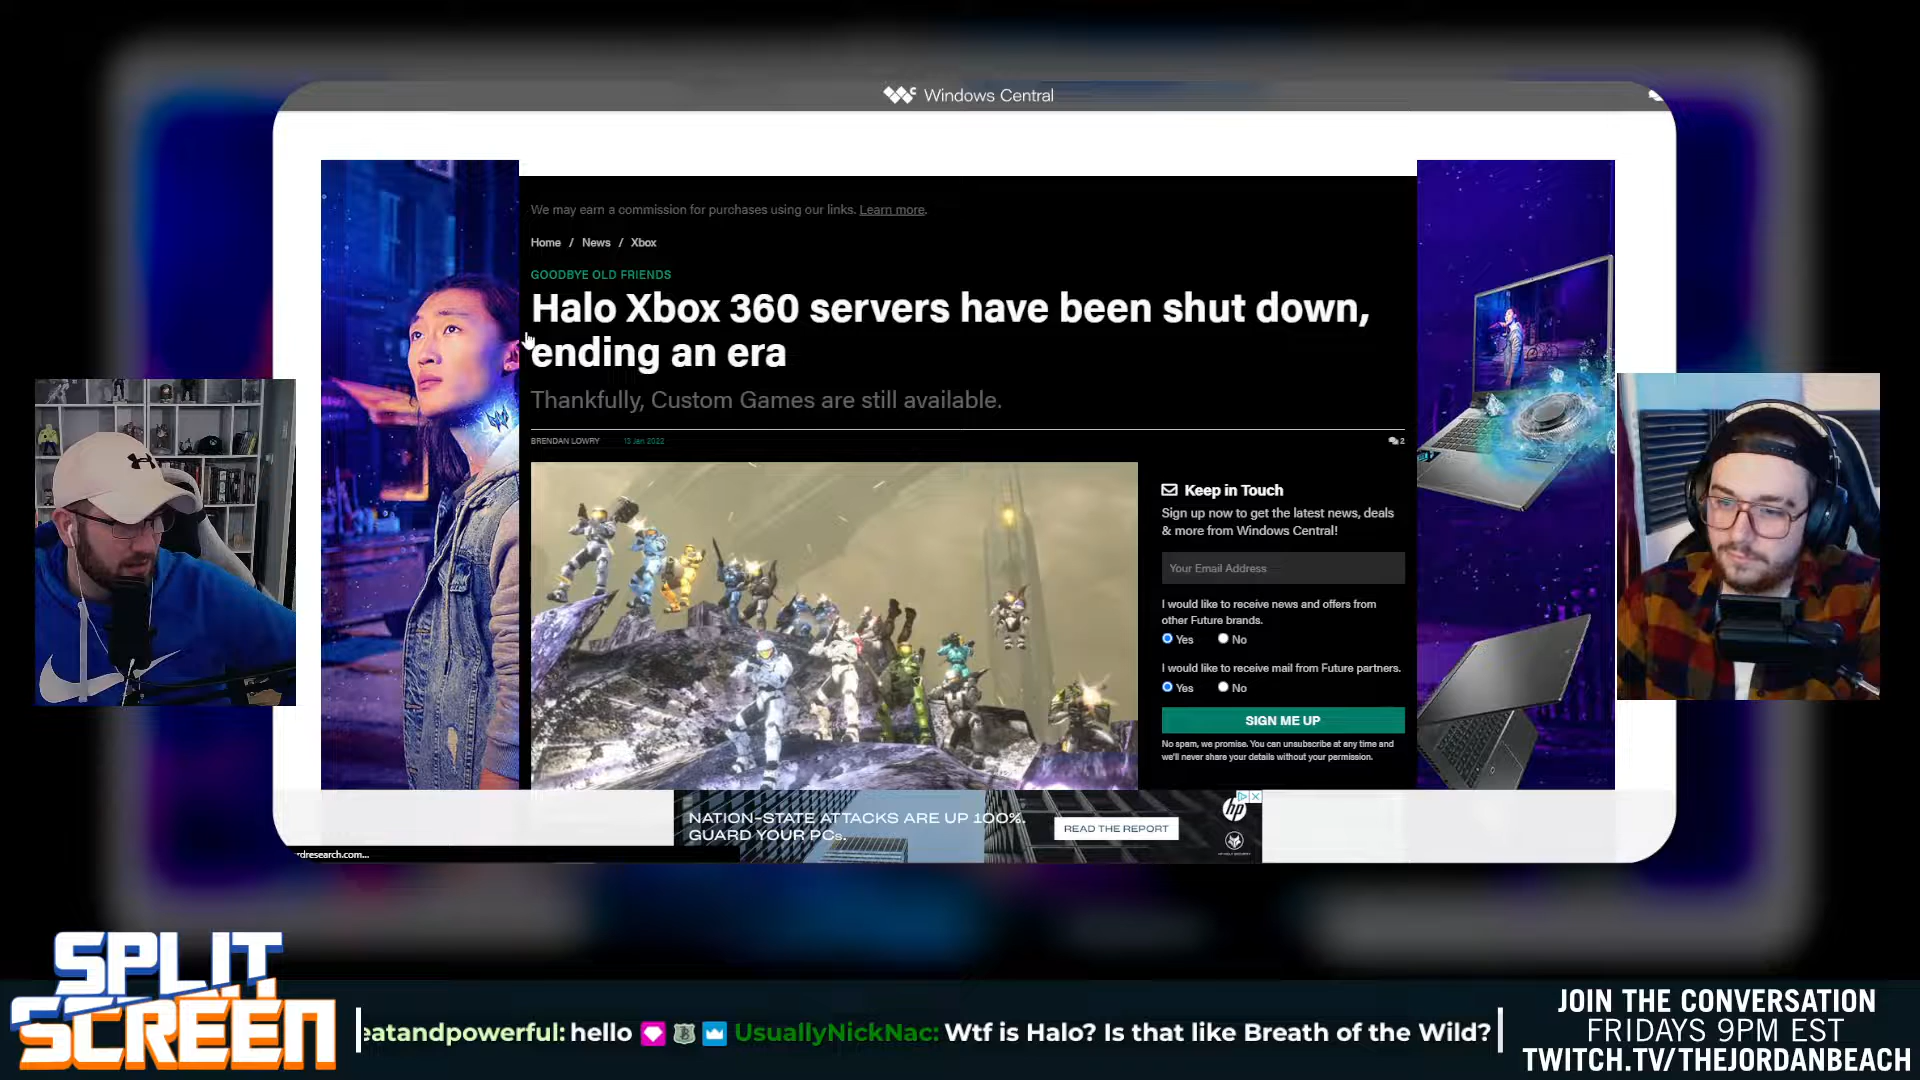 Windows Central
We may earn a commission for purchases using our links. Learn more.
Home / News / Xbox
GOODBYE OLD FRIENDS
Halo Xbox 360 servers have been shut down,
ending an era
Thankfully, Custom Games are still available.
BRENDAN LOWRY 13 Jan 2022
2
Keep in Touch
Sign up now to get the latest news, deals
& more from Windows Central!
Your Email Address
I would like to receive news and offers from
other Future brands.
Yes No
I would like to receive mail from Future partners.
Yes No
SIGN ME UP
No spam, we promise. You can unsubscribe at any time and
we'll never share your details without your permission.
NATION-STATE ATTACKS ARE UP 100%.
GUARD YOUR PCs.
READ THE REPORT
hp
rdresearch.com...
SPLIT
SCREEN
eatandpowerful: hello UsuallyNickNac: Wtf is Halo? Is that like Breath of the Wild?
JOIN THE CONVERSATION
FRIDAYS 9PM EST
TWITCH.TV/THEJORDANBEACH